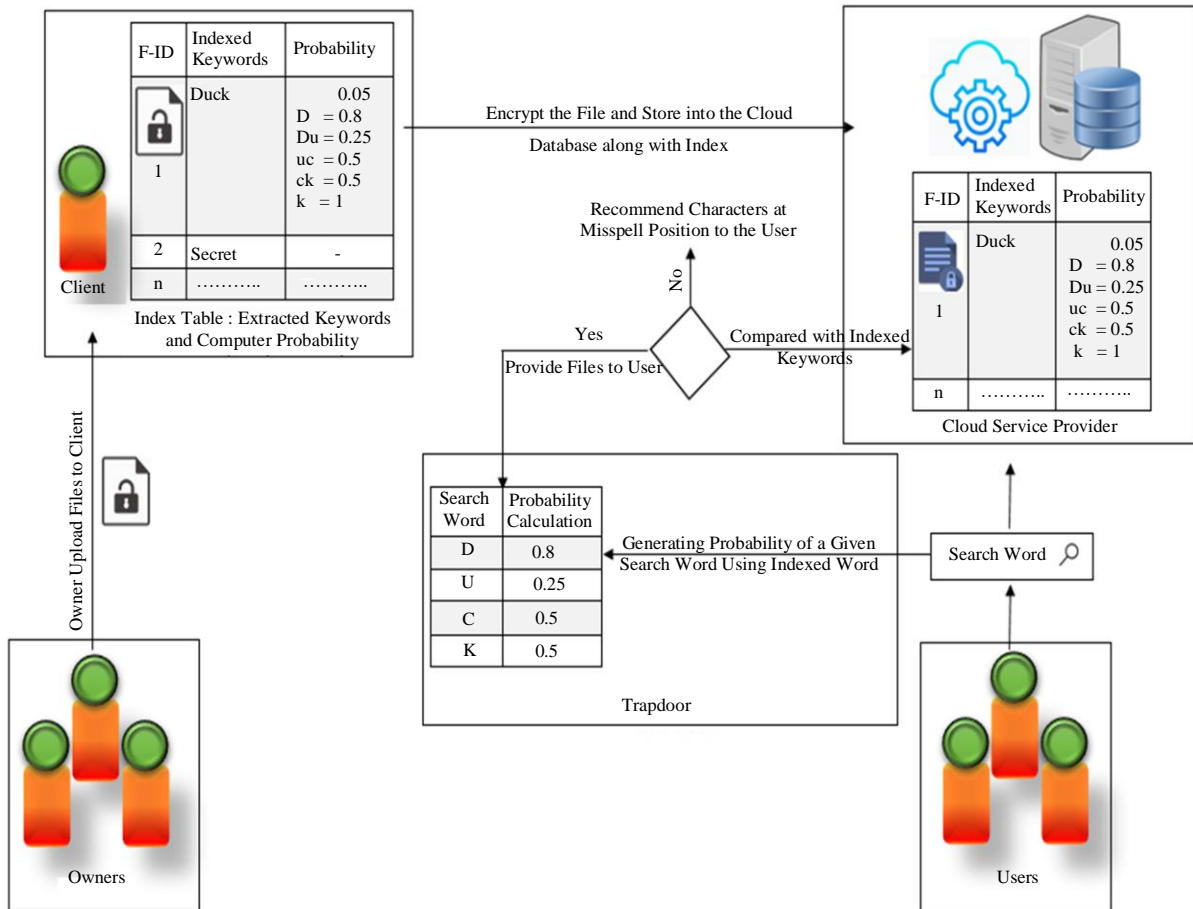 F-ID
Indexed
Keywords
Probability
1
Duck
0.05
D = 0.8
Du = 0.25
uc = 0.5
ck = 0.5
k = 1
2
Secret
-
n
………..
………..
Client
Index Table : Extracted Keywords
and Computer Probability
Encrypt the File and Store into the Cloud
Database along with Index
F-ID
Indexed
Keywords
Probability
1
Duck
0.05
D = 0.8
Du = 0.25
uc = 0.5
ck = 0.5
k = 1
n
………..
………..
Cloud Service Provider
Recommend Characters at
Misspell Position to the User
No
Yes
Provide Files to User
Compared with Indexed
Keywords
Owner Upload Files to Client
Search
Word
Probability
Calculation
D
0.8
U
0.25
C
0.5
K
0.5
Generating Probability of a Given
Search Word Using Indexed Word
Trapdoor
Search Word
Owners
Users